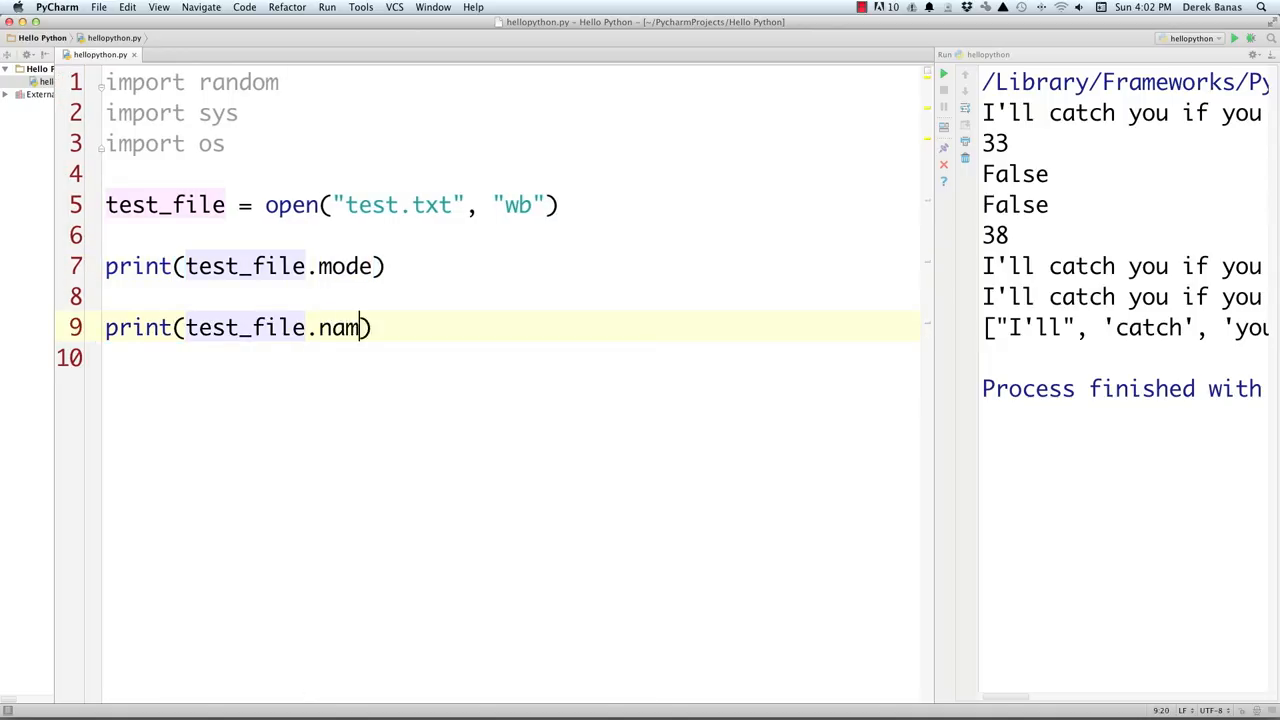 PyCharm File Edit View Navigate Code Refactor Run Tools VCS Window Help 10 Sun 4:02 PM Derek Banas
hellopython.py – Hello Python – [~/PycharmProjects/Hello Python]
Hello Python hellopython.py hellopython
hellopython.py Run hellopython
Hello P
hell
Externa
1 import random
2 import sys
3 import os
4
5 test_file = open("test.txt", "wb")
6
7 print(test_file.mode)
8
9 print(test_file.nam)
10
/Library/Frameworks/Py
I'll catch you if you
33
False
False
38
I'll catch you if you
I'll catch you if you
["I'll", 'catch', 'you
Process finished with
9:20 LF UTF-8